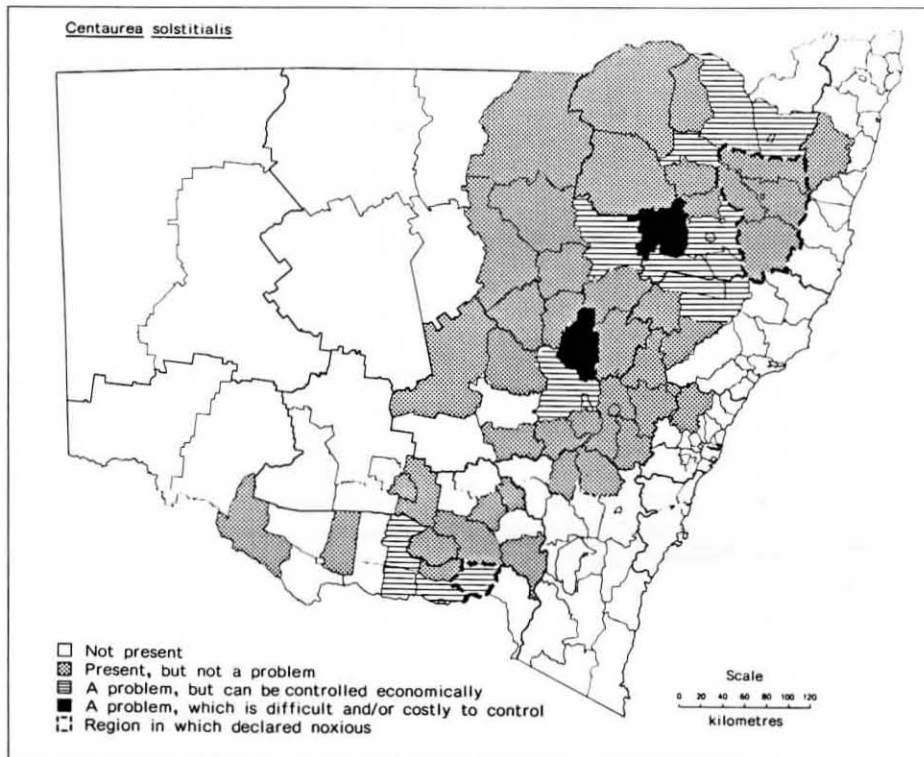 Centaurea solstitialis
Not present
Present, but not a problem
A problem, but can be controlled economically
A problem, which is difficult and/or costly to control
Region in which declared noxious
Scale
0 20 40 60 80 100 120
kilometres